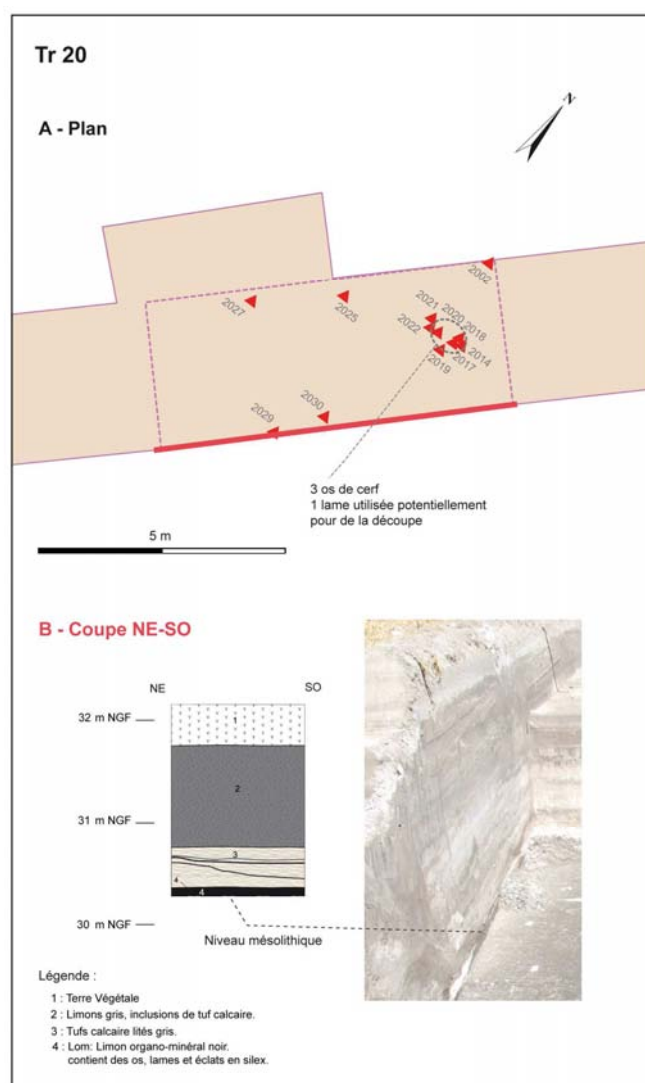 Tr 20
A - Plan
N
2002
2027
2025
2021
2020
2018
2022
2014
2017
2019
2030
2029
3 os de cerf
1 lame utilisée potentiellement
pour de la découpe
5 m
B - Coupe NE-SO
NE
SO
32 m NGF
1
2
31 m NGF
3
4
4
30 m NGF
Niveau mésolithique
Légende :
1 : Terre Végétale
2 : Limons gris, inclusions de tuf calcaire.
3 : Tufs calcaire lités gris.
4 : Lom: Limon organo-minéral noir.
contient des os, lames et éclats en silex.